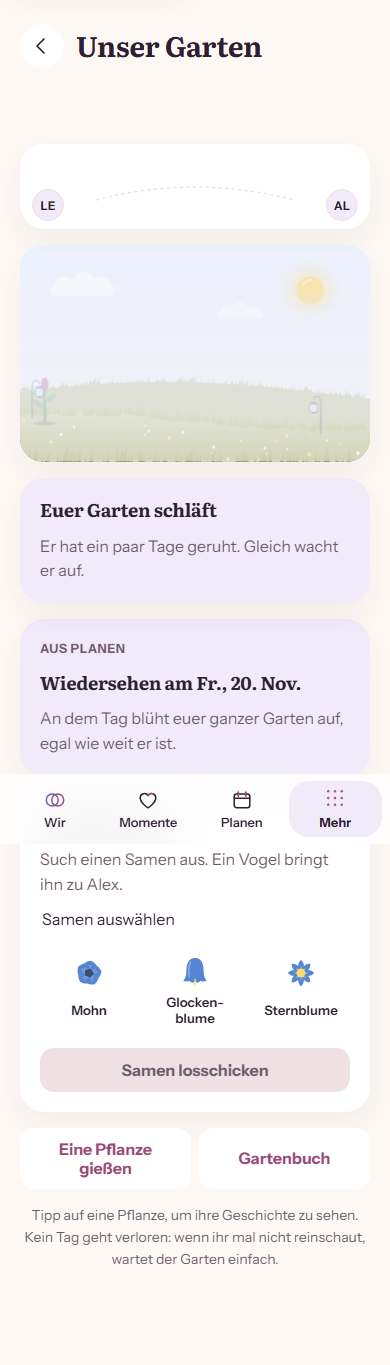 Unser Garten
LE
AL
Euer Garten schläft
Er hat ein paar Tage geruht. Gleich wacht
er auf.
AUS PLANEN
Wiedersehen am Fr., 20. Nov.
An dem Tag blüht euer ganzer Garten auf,
egal wie weit er ist.
Wir
Momente
Planen
Mehr
Such einen Samen aus. Ein Vogel bringt
ihn zu Alex.
Samen auswählen
Mohn
Glocken-
blume
Sternblume
Samen losschicken
Eine Pflanze
gießen
Gartenbuch
Tipp auf eine Pflanze, um ihre Geschichte zu sehen.
Kein Tag geht verloren: wenn ihr mal nicht reinschaut,
wartet der Garten einfach.